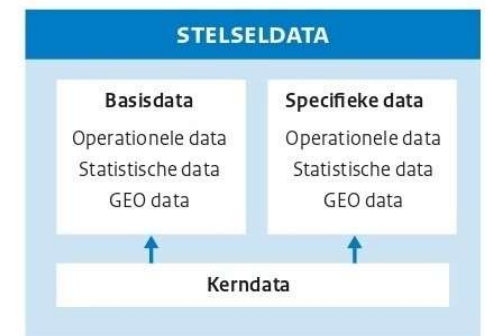 STELSELDATA
Basisdata
Operationele data
Statistische data
GEO data
Specifieke data
Operationele data
Statistische data
GEO data
Kerndata